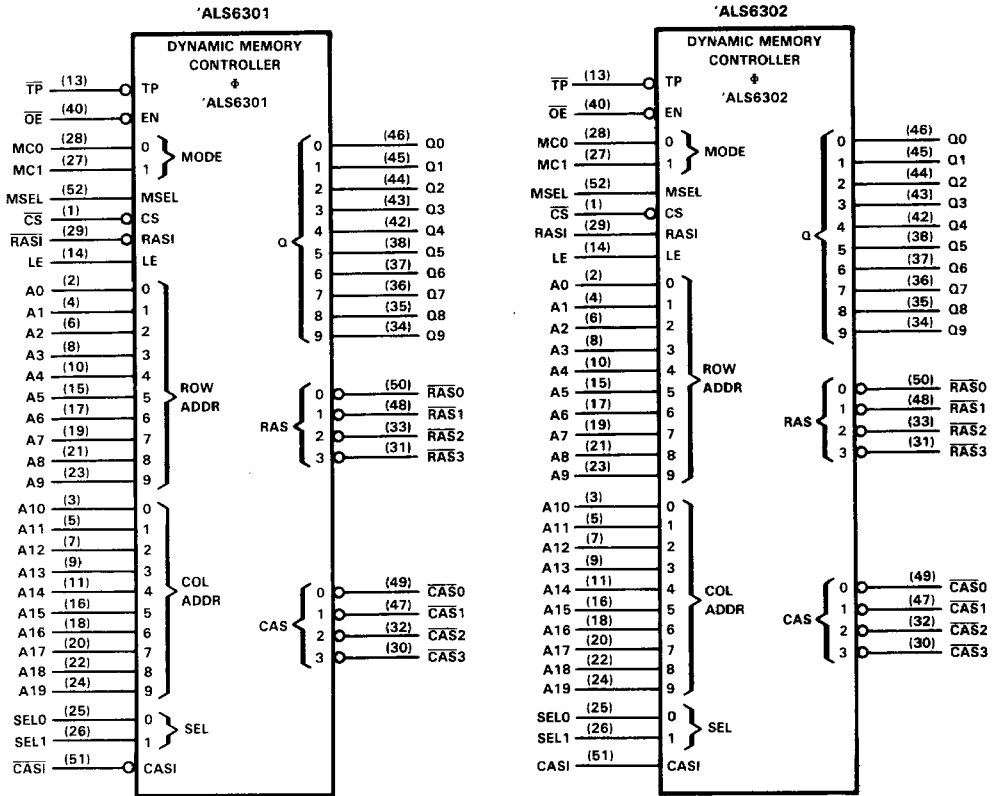 'ALS6301
DYNAMIC MEMORY
CONTROLLER
Φ
'ALS6301
TP (13) TP
OE (40) EN
MC0 (28) 0
MC1 (27) 1
MODE
MSEL (52) MSEL
CS (1) CS
RASI (29) RASI
LE (14) LE
A0 (2) 0
A1 (4) 1
A2 (6) 2
A3 (8) 3
A4 (10) 4
A5 (15) 5
A6 (17) 6
A7 (19) 7
A8 (21) 8
A9 (23) 9
ROW
ADDR
A10 (3) 0
A11 (5) 1
A12 (7) 2
A13 (9) 3
A14 (11) 4
A15 (16) 5
A16 (18) 6
A17 (20) 7
A18 (22) 8
A19 (24) 9
COL
ADDR
SEL0 (25) 0
SEL1 (26) 1
SEL
CASI (51) CASI
Q
0 (46) Q0
1 (45) Q1
2 (44) Q2
3 (43) Q3
4 (42) Q4
5 (38) Q5
6 (37) Q6
7 (36) Q7
8 (35) Q8
9 (34) Q9
RAS
0 (50) RAS0
1 (48) RAS1
2 (33) RAS2
3 (31) RAS3
CAS
0 (49) CAS0
1 (47) CAS1
2 (32) CAS2
3 (30) CAS3
'ALS6302
DYNAMIC MEMORY
CONTROLLER
Φ
'ALS6302
TP (13) TP
OE (40) EN
MC0 (28) 0
MC1 (27) 1
MODE
MSEL (52) MSEL
CS (1) CS
RASI (29) RASI
LE (14) LE
A0 (2) 0
A1 (4) 1
A2 (6) 2
A3 (8) 3
A4 (10) 4
A5 (15) 5
A6 (17) 6
A7 (19) 7
A8 (21) 8
A9 (23) 9
ROW
ADDR
A10 (3) 0
A11 (5) 1
A12 (7) 2
A13 (9) 3
A14 (11) 4
A15 (16) 5
A16 (18) 6
A17 (20) 7
A18 (22) 8
A19 (24) 9
COL
ADDR
SEL0 (25) 0
SEL1 (26) 1
SEL
CASI (51) CASI
Q
0 (46) Q0
1 (45) Q1
2 (44) Q2
3 (43) Q3
4 (42) Q4
5 (38) Q5
6 (37) Q6
7 (36) Q7
8 (35) Q8
9 (34) Q9
RAS
0 (50) RAS0
1 (48) RAS1
2 (33) RAS2
3 (31) RAS3
CAS
0 (49) CAS0
1 (47) CAS1
2 (32) CAS2
3 (30) CAS3